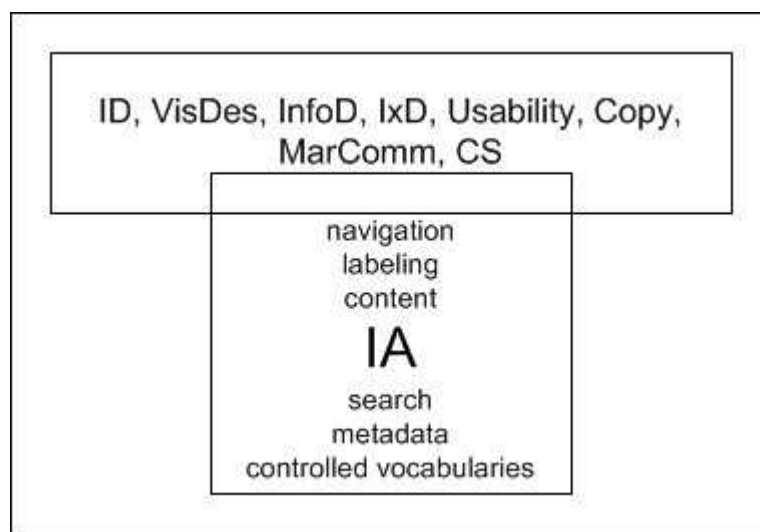 ID, VisDes, InfoD, IxD, Usability, Copy,
MarComm, CS
navigation
labeling
content
IA
search
metadata
controlled vocabularies